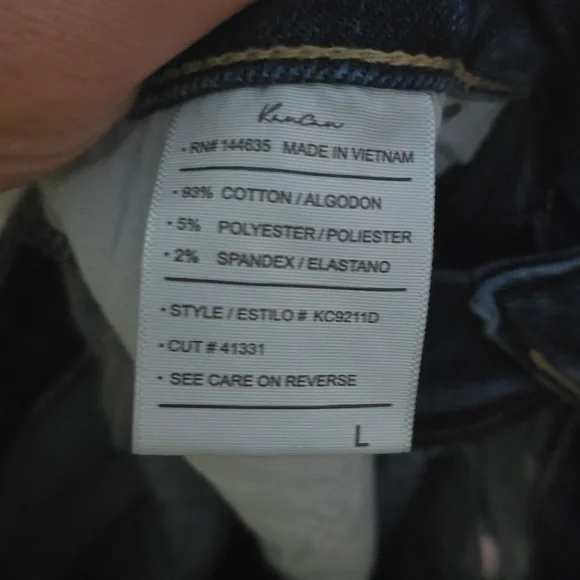 KanCan
• RN# 144635 MADE IN VIETNAM
• 93% COTTON / ALGODON
• 5% POLYESTER / POLIESTER
• 2% SPANDEX / ELASTANO
• STYLE / ESTILO # KC9211D
• CUT # 41331
• SEE CARE ON REVERSE
L